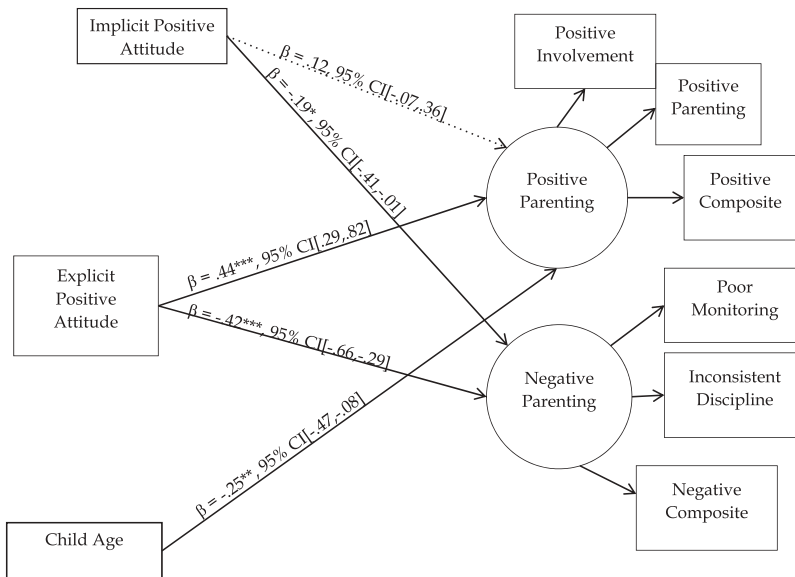 Implicit Positive
Attitude
Positive
Involvement
Positive
Parenting
β = .12, 95% CI[-.07,.36]
β = -.19*, 95% CI[-.41,-.01]
Positive
Parenting
Positive
Composite
β = .44***, 95% CI[.29,.82]
Explicit
Positive
Attitude
β = -.42***, 95% CI[-.66,-.29]
Poor
Monitoring
Negative
Parenting
Inconsistent
Discipline
β = -.25**, 95% CI[-.47,-.08]
Negative
Composite
Child Age